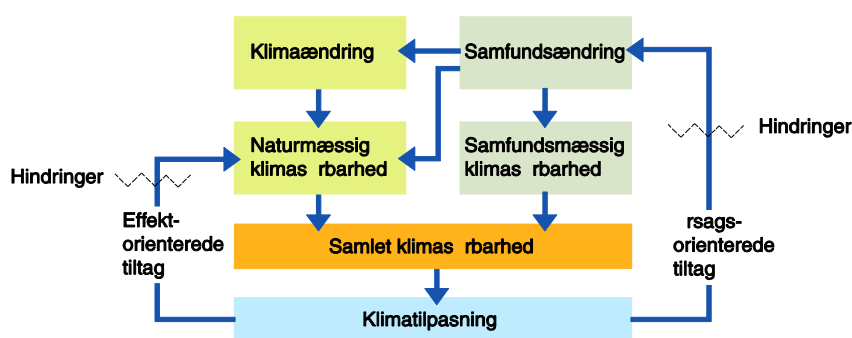 Klimaændring
Samfundsændring
Hindringer
Naturmæssig
klimas rbarhed
Samfundsmæssig
klimas rbarhed
Hindringer
Effekt-
orienterede
tiltag
rsags-
orienterede
tiltag
Samlet klimas rbarhed
Klimatilpasning